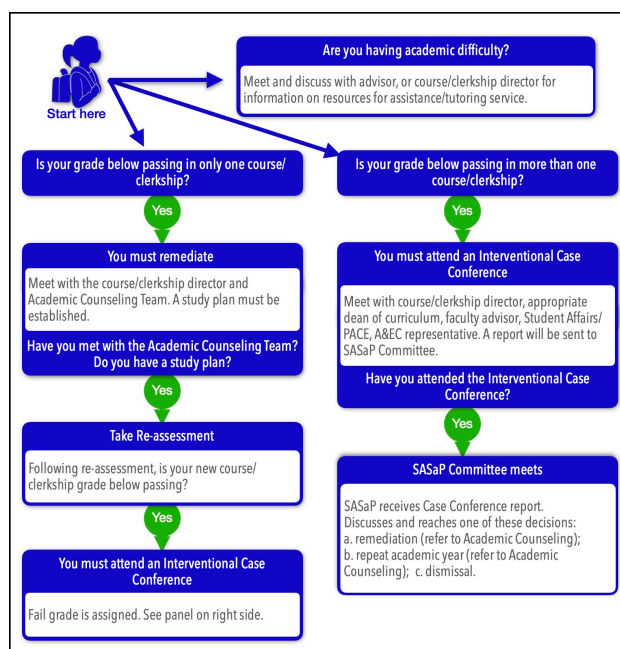 Are you having academic difficulty?
Meet and discuss with advisor, or course/clerkship director for
information on resources for assistance/tutoring service.
Start here
Is your grade below passing in only one course/
clerkship?
Yes
You must remediate
Meet with the course/clerkship director and
Academic Counseling Team. A study plan must be
established.
Have you met with the Academic Counseling Team?
Do you have a study plan?
Yes
Take Re-assessment
Following re-assessment, is your new course/
clerkship grade below passing?
Yes
You must attend an Interventional Case
Conference
Fail grade is assigned. See panel on right side.
Is your grade below passing in more than one
course/clerkship?
Yes
You must attend an Interventional Case
Conference
Meet with course/clerkship director, appropriate
dean of curriculum, faculty advisor, Student Affairs/
PACE, A&EC representative. A report will be sent to
SASaP Committee.
Have you attended the Interventional Case
Conference?
Yes
SASaP Committee meets
SASaP receives Case Conference report.
Discusses and reaches one of these decisions:
a. remediation (refer to Academic Counseling);
b. repeat academic year (refer to Academic
Counseling); c. dismissal.